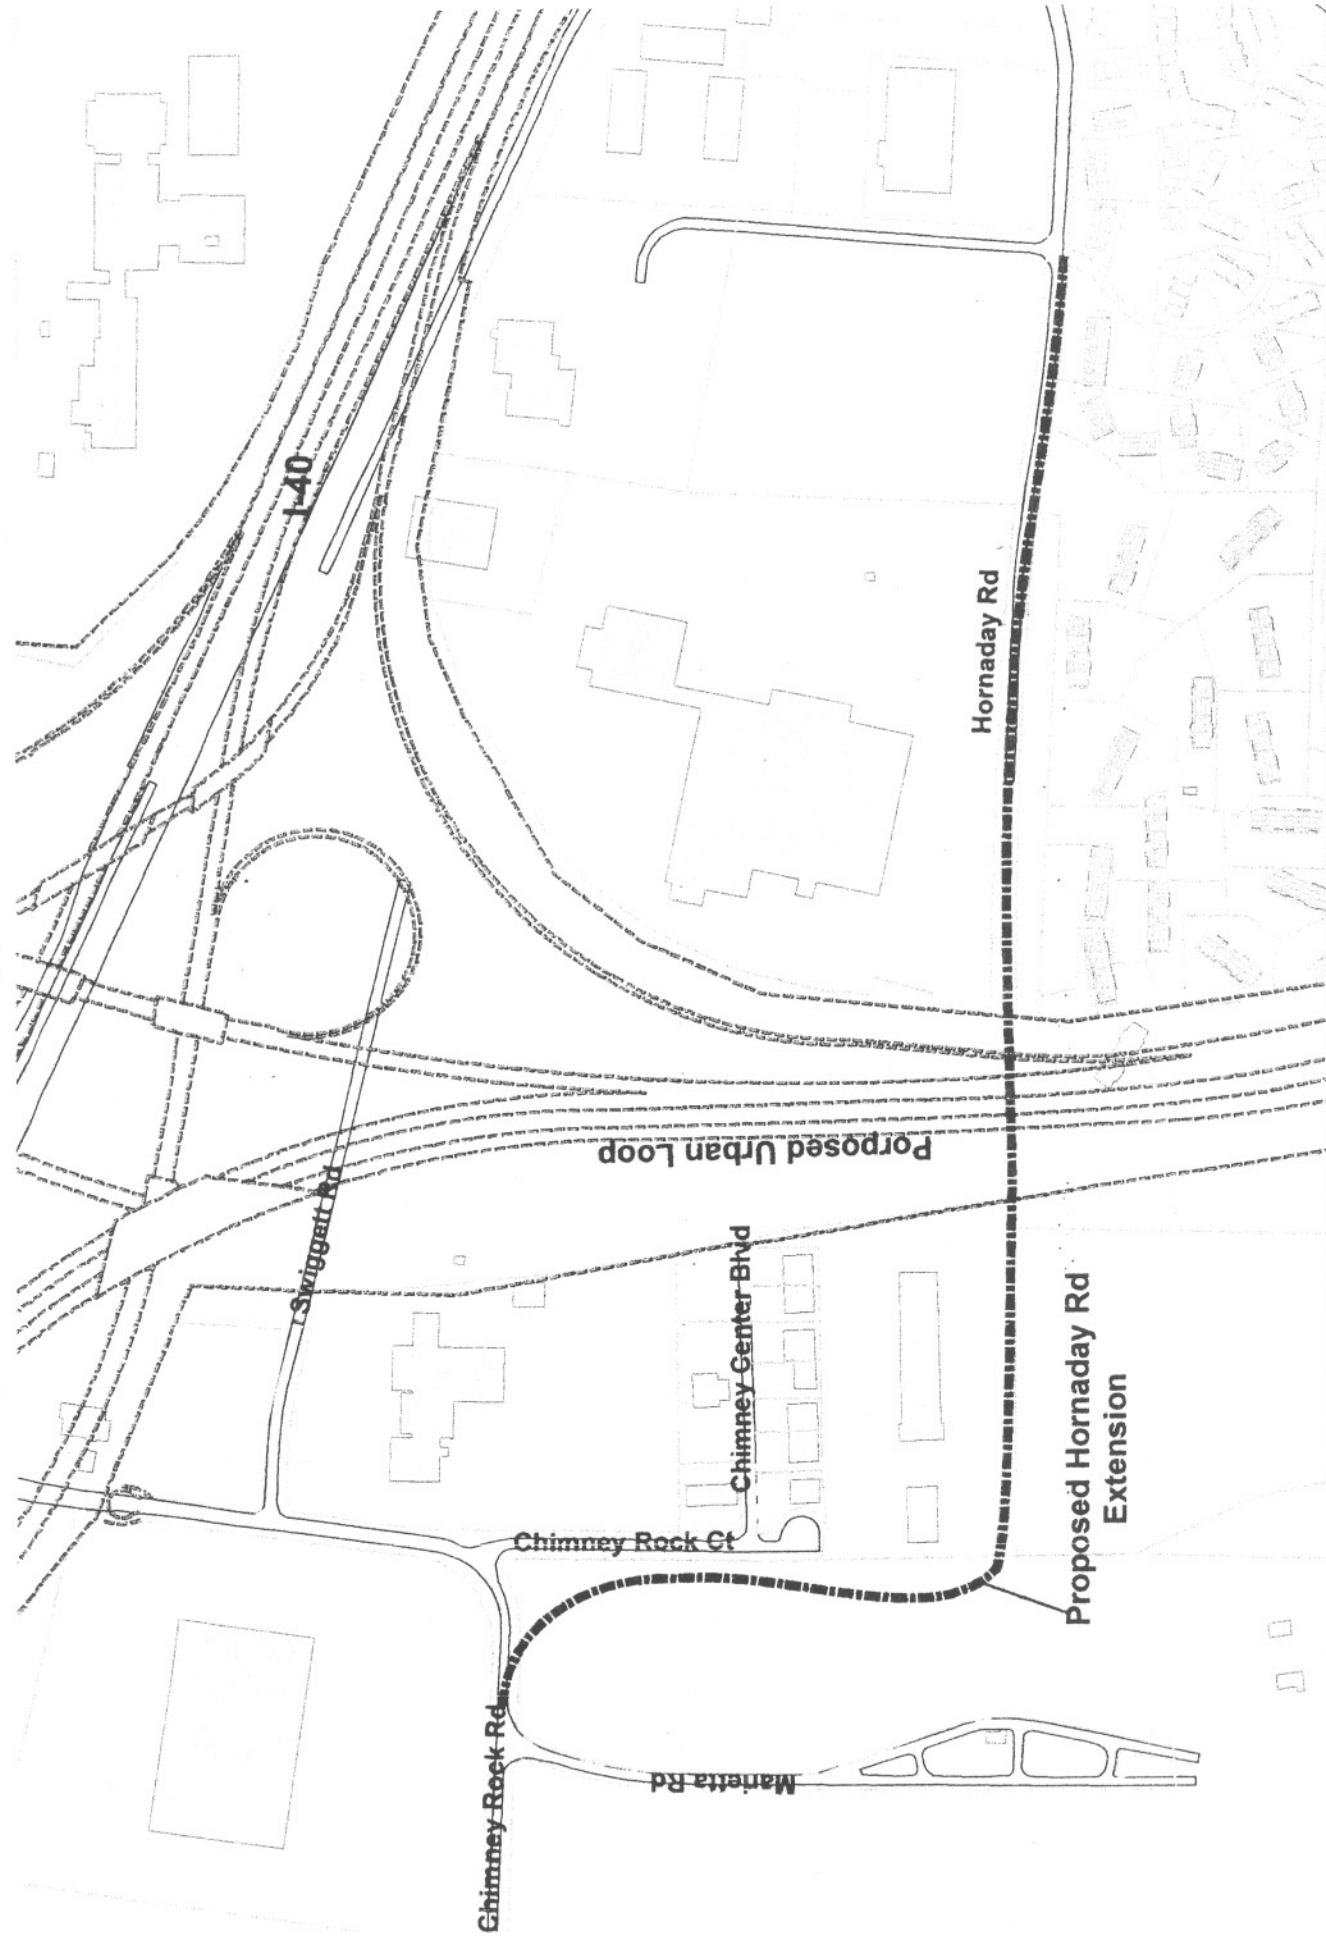 I-40
Hornaday Rd
Swiggett Rd
Porposed Urban Loop
Chimney Center Blvd
Chimney Rock Ct
Proposed Hornaday Rd
Extension
Chimney Rock Rd
Marietta Rd